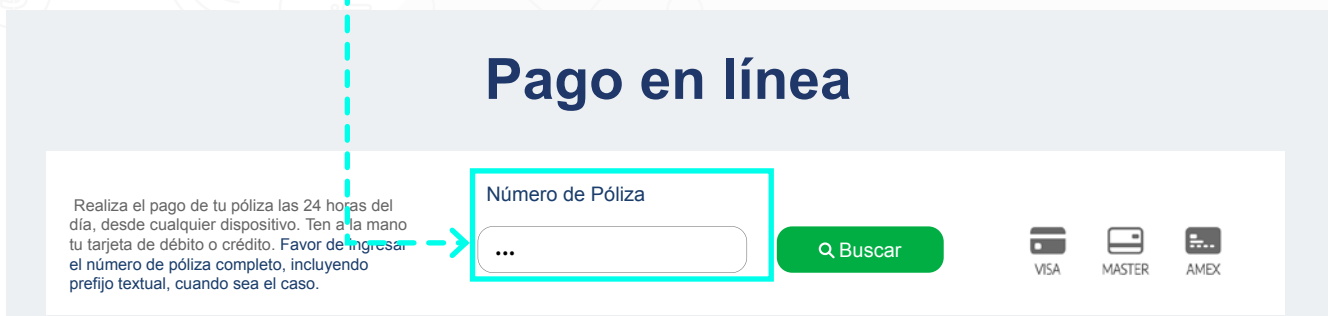 Pago en línea
Realiza el pago de tu póliza las 24 horas del
día, desde cualquier dispositivo. Ten a la mano
tu tarjeta de débito o crédito. Favor de ingresar
el número de póliza completo, incluyendo
prefijo textual, cuando sea el caso.
Número de Póliza
...
Buscar
VISA
MASTER
AMEX